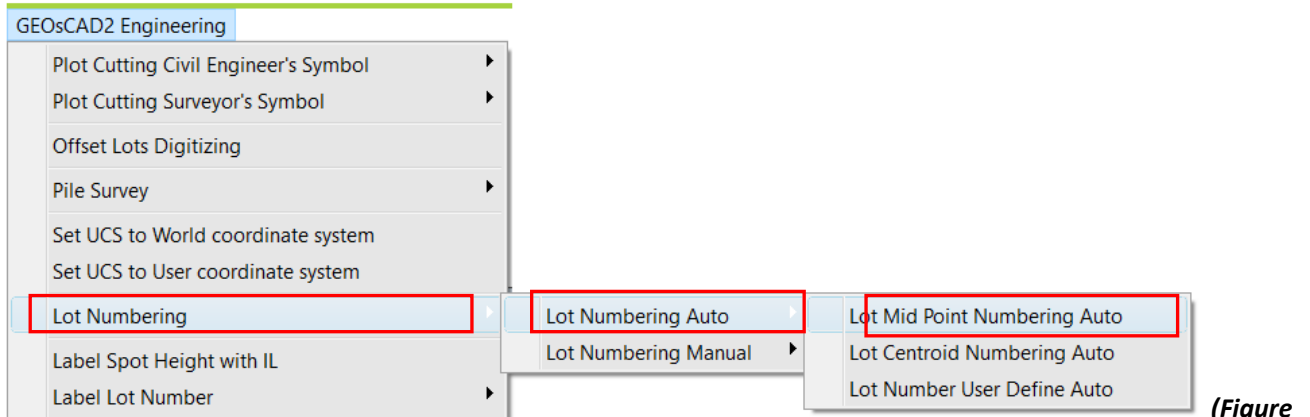 GEOsCAD2 Engineering
Plot Cutting Civil Engineer's Symbol
Plot Cutting Surveyor's Symbol
Offset Lots Digitizing
Pile Survey
Set UCS to World coordinate system
Set UCS to User coordinate system
Lot Numbering
Label Spot Height with IL
Label Lot Number
Lot Numbering Auto
Lot Numbering Manual
Lot Mid Point Numbering Auto
Lot Centroid Numbering Auto
Lot Number User Define Auto
(Figure